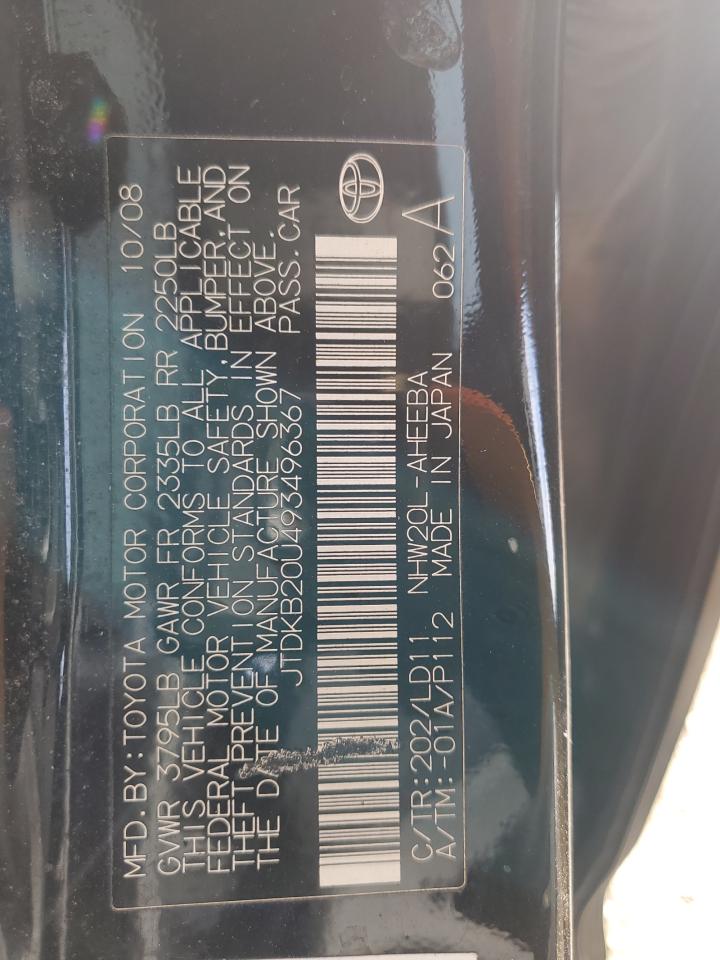 MFD.BY:TOYOTA MOTOR CORPORATION 10/08
GVWR 3795LB GAWR FR 2335LB RR 2250LB
THIS VEHICLE CONFORMS TO ALL APPLICABLE
FEDERAL MOTOR VEHICLE SAFETY,BUMPER,AND
THEFT PREVENTION STANDARDS IN EFFECT ON
THE DATE OF MANUFACTURE SHOWN ABOVE.
JTDKB20U493496367 PASS.CAR
C/TR:202/LD11 NHW20L-AHEEBA 062 A
A/TM:-01A/P112 MADE IN JAPAN